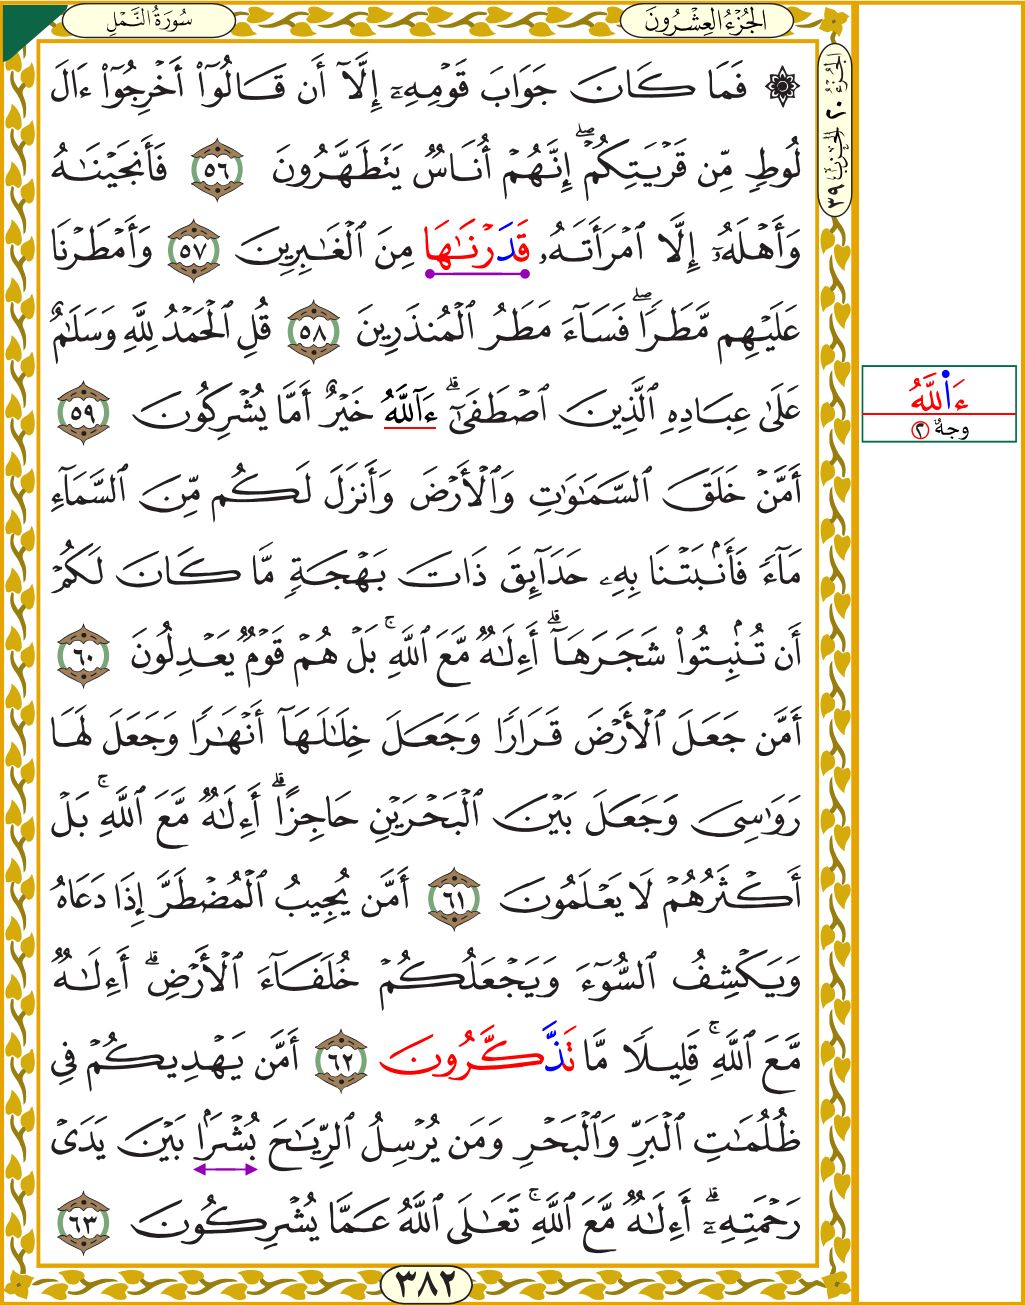 سُورَةُ النَّمْلِ
الجُزْءُ العِشْرُونَ
الجُزْءُ ٢٠ الحِزْبُ ٣٩
۞ فَمَا كَانَ جَوَابَ قَوْمِهِۦٓ إِلَّآ أَن قَالُوٓا۟ أَخْرِجُوٓا۟ ءَالَ
لُوطٍ مِّن قَرْيَتِكُمْ ۖ إِنَّهُمْ أُنَاسٌ يَتَطَهَّرُونَ ٥٦ فَأَنجَيْنَـٰهُ
وَأَهْلَهُۥٓ إِلَّا ٱمْرَأَتَهُۥ قَدَرْنَـٰهَا مِنَ ٱلْغَـٰبِرِينَ ٥٧ وَأَمْطَرْنَا
عَلَيْهِم مَّطَرًا ۖ فَسَآءَ مَطَرُ ٱلْمُنذَرِينَ ٥٨ قُلِ ٱلْحَمْدُ لِلَّهِ وَسَلَـٰمٌ
عَلَىٰ عِبَادِهِ ٱلَّذِينَ ٱصْطَفَىٰٓ ۗ ءَآللَّهُ خَيْرٌ أَمَّا يُشْرِكُونَ ٥٩
أَمَّنْ خَلَقَ ٱلسَّمَـٰوَٰتِ وَٱلْأَرْضَ وَأَنزَلَ لَكُم مِّنَ ٱلسَّمَآءِ
مَآءً فَأَنۢبَتْنَا بِهِۦ حَدَآئِقَ ذَاتَ بَهْجَةٍ مَّا كَانَ لَكُمْ
أَن تُنۢبِتُوا۟ شَجَرَهَآ ۗ أَءِلَـٰهٌ مَّعَ ٱللَّهِ ۚ بَلْ هُمْ قَوْمٌ يَعْدِلُونَ ٦٠
أَمَّن جَعَلَ ٱلْأَرْضَ قَرَارًا وَجَعَلَ خِلَـٰلَهَآ أَنْهَـٰرًا وَجَعَلَ لَهَا
رَوَٰسِىَ وَجَعَلَ بَيْنَ ٱلْبَحْرَيْنِ حَاجِزًا ۗ أَءِلَـٰهٌ مَّعَ ٱللَّهِ ۚ بَلْ
أَكْثَرُهُمْ لَا يَعْلَمُونَ ٦١ أَمَّن يُجِيبُ ٱلْمُضْطَرَّ إِذَا دَعَاهُ
وَيَكْشِفُ ٱلسُّوٓءَ وَيَجْعَلُكُمْ خُلَفَآءَ ٱلْأَرْضِ ۗ أَءِلَـٰهٌ
مَّعَ ٱللَّهِ ۚ قَلِيلًا مَّا تَذَّكَّرُونَ ٦٢ أَمَّن يَهْدِيكُمْ فِى
ظُلُمَـٰتِ ٱلْبَرِّ وَٱلْبَحْرِ وَمَن يُرْسِلُ ٱلرِّيَـٰحَ بُشْرًۢا بَيْنَ يَدَىْ
رَحْمَتِهِۦٓ ۗ أَءِلَـٰهٌ مَّعَ ٱللَّهِ ۚ تَعَـٰلَى ٱللَّهُ عَمَّا يُشْرِكُونَ ٦٣
ءَاللَّهُ
وجهٌ ٢
٣٨٢